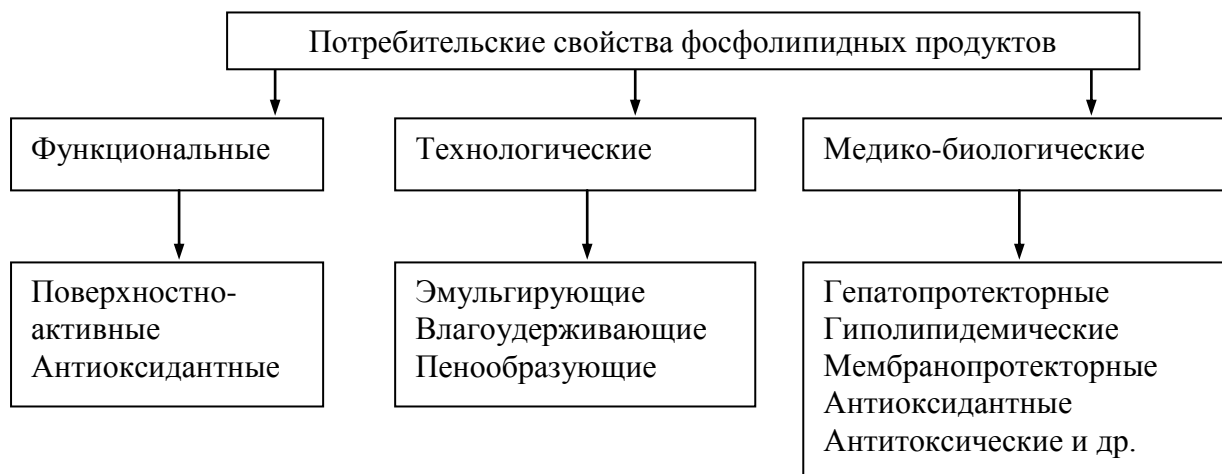 Потребительские свойства фосфолипидных продуктов
Функциональные
Технологические
Медико-биологические
Поверхностно-
активные
Антиоксидантные
Эмульгирующие
Влагоудерживающие
Пенообразующие
Гепатопротекторные
Гиполипидемические
Мембранопротекторные
Антиоксидантные
Антитоксические и др.